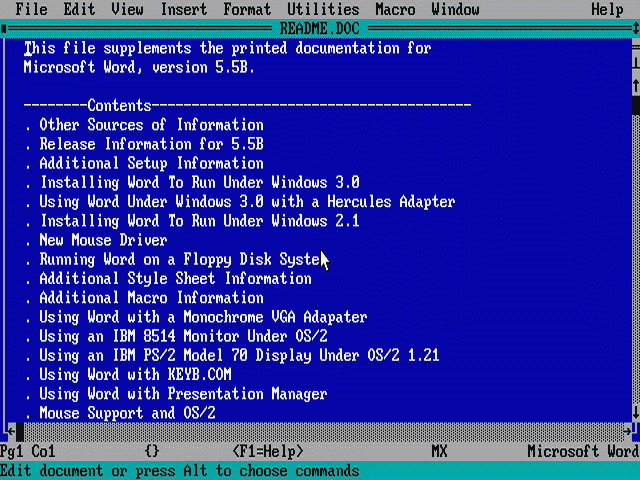 File Edit View Insert Format Utilities Macro Window Help
README.DOC
This file supplements the printed documentation for
Microsoft Word, version 5.5B.
--------Contents----------------------------------------
. Other Sources of Information
. Release Information for 5.5B
. Additional Setup Information
. Installing Word To Run Under Windows 3.0
. Using Word Under Windows 3.0 with a Hercules Adapter
. Installing Word To Run Under Windows 2.1
. New Mouse Driver
. Running Word on a Floppy Disk System
. Additional Style Sheet Information
. Additional Macro Information
. Using Word with a Monochrome VGA Adapater
. Using an IBM 8514 Monitor Under OS/2
. Using an IBM PS/2 Model 70 Display Under OS/2 1.21
. Using Word with KEYB.COM
. Using Word with Presentation Manager
. Mouse Support and OS/2
Pg1 Co1 {} <F1=Help> MX Microsoft Word
Edit document or press Alt to choose commands